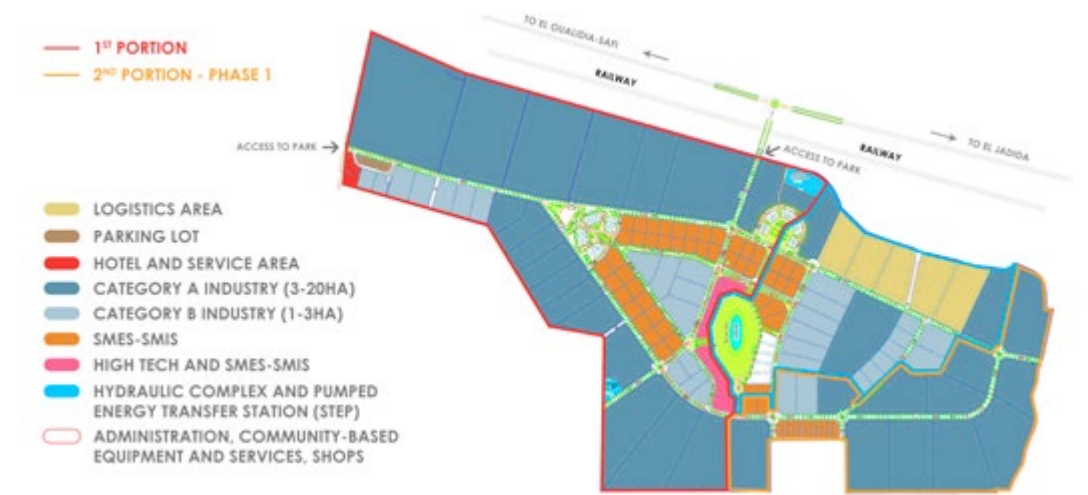 1ST PORTION
2ND PORTION - PHASE 1
TO EL OUALIDIA-SAFI
RAILWAY
ACCESS TO PARK
ACCESS TO PARK
RAILWAY
TO EL JADIDA
LOGISTICS AREA
PARKING LOT
HOTEL AND SERVICE AREA
CATEGORY A INDUSTRY (3-20HA)
CATEGORY B INDUSTRY (1-3HA)
SMES-SMIS
HIGH TECH AND SMES-SMIS
HYDRAULIC COMPLEX AND PUMPED
ENERGY TRANSFER STATION (STEP)
ADMINISTRATION, COMMUNITY-BASED
EQUIPMENT AND SERVICES, SHOPS